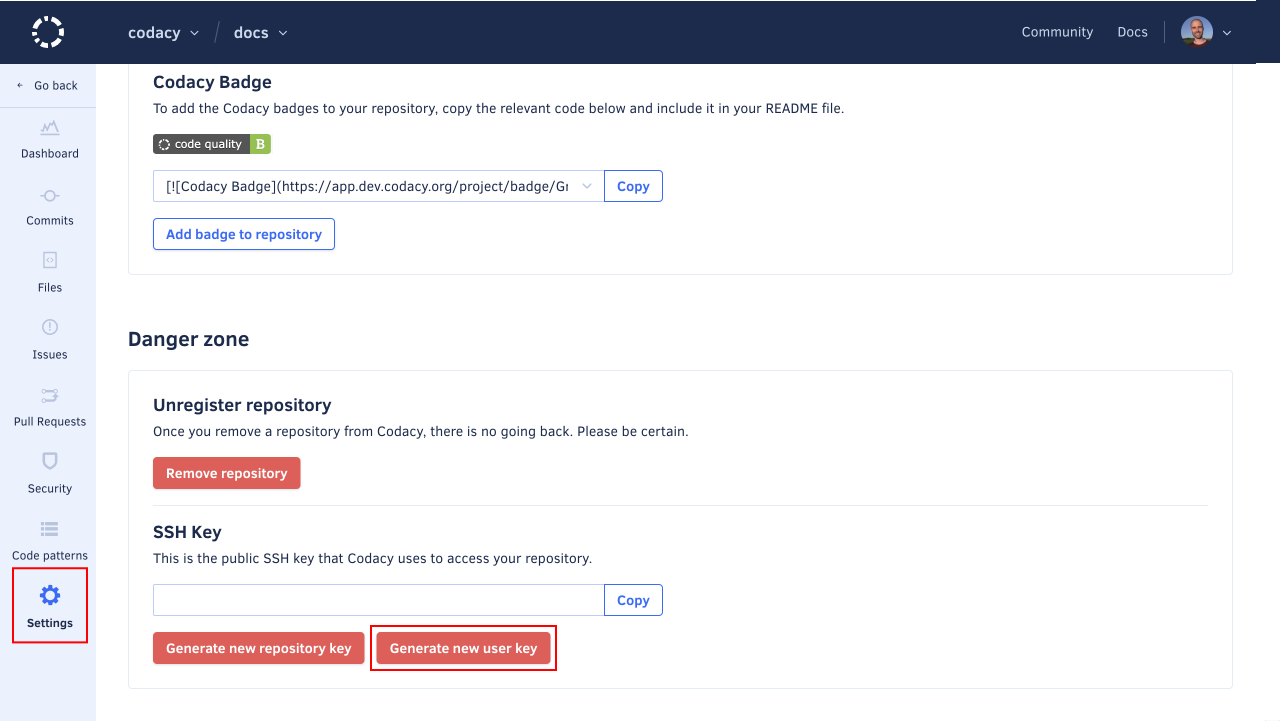 codacy
docs
Community
Docs
Go back
Dashboard
Commits
Files
Issues
Pull Requests
Security
Code patterns
Settings
Codacy Badge
To add the Codacy badges to your repository, copy the relevant code below and include it in your README file.
code quality B
[![Codacy Badge](https://app.dev.codacy.org/project/badge/Gr
Copy
Add badge to repository
Danger zone
Unregister repository
Once you remove a repository from Codacy, there is no going back. Please be certain.
Remove repository
SSH Key
This is the public SSH key that Codacy uses to access your repository.
Copy
Generate new repository key
Generate new user key